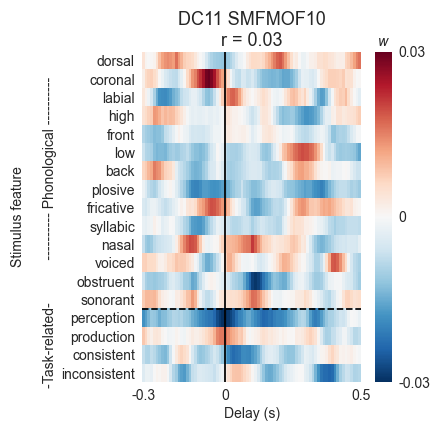 DC11 SMFMOF10
r = 0.03
w
dorsal
coronal
labial
high
front
low
back
plosive
fricative
syllabic
nasal
voiced
obstruent
sonorant
perception
production
consistent
inconsistent
Stimulus feature
-Task-related- ---------- Phonological ----------
0.03
0
-0.03
-0.3 0 0.5
Delay (s)